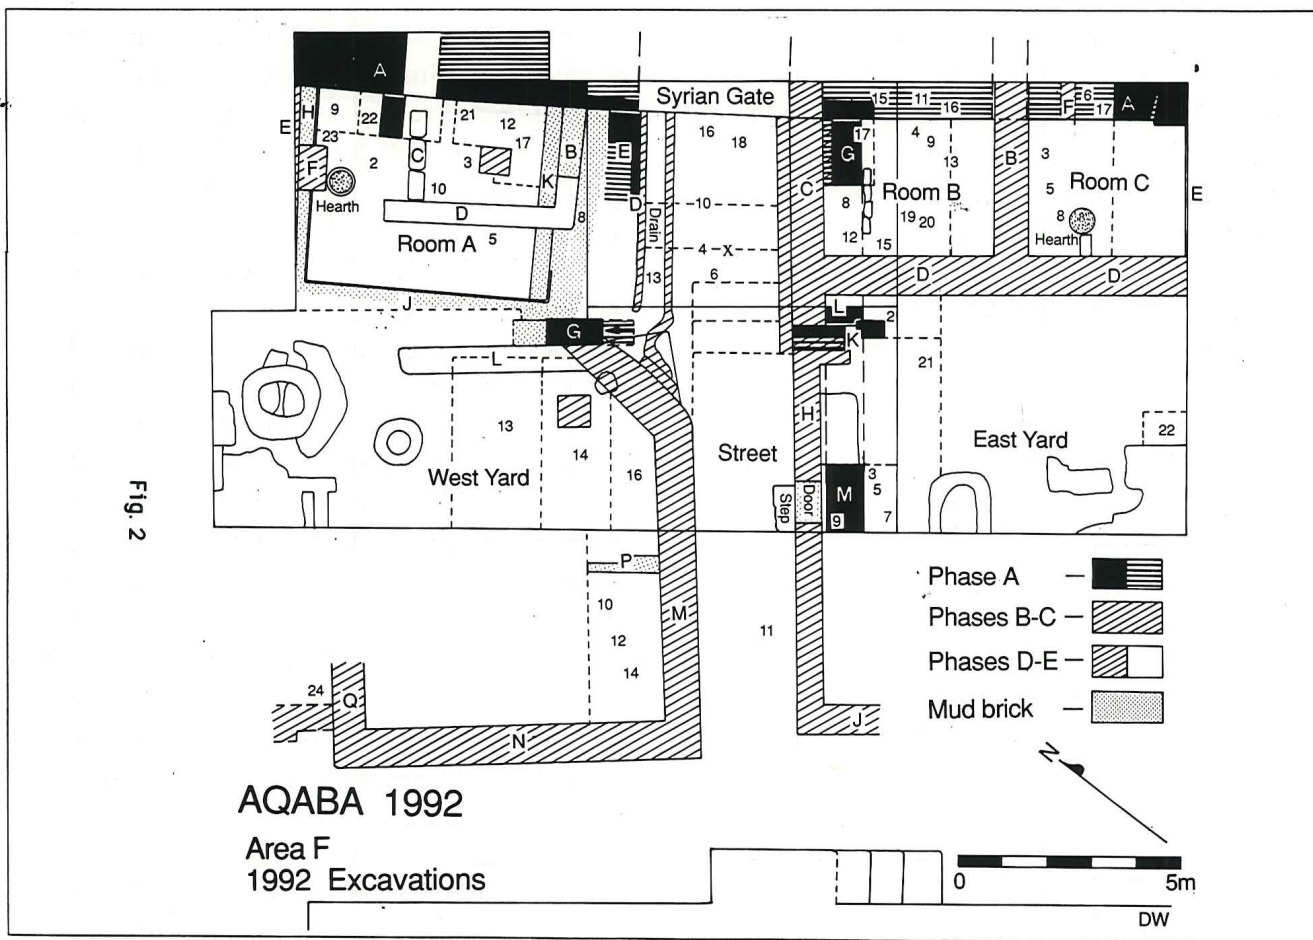 A
Syrian Gate
15 11 16
F 6 17 A
H 9 22 21 12 17
E 23
F 2 C 3 B
K
10
Hearth
D 8
Room A 5
J
E
D
Drain
13
16 18
10
4 X
6
C
17
G
4 9 13
Room B
8
12 15 19 20
B
3
5 Room C
8 8
Hearth
E
D D
G
L
L
2
K
21
13
14
16
West Yard
Street
H
Step
Door
M
9
3
5
7
East Yard
22
Fig. 2
P
10
12
14
M
11
24 Q
N
J
Phase A
Phases B-C
Phases D-E
Mud brick
N
AQABA 1992
Area F
1992 Excavations
0 5m
DW